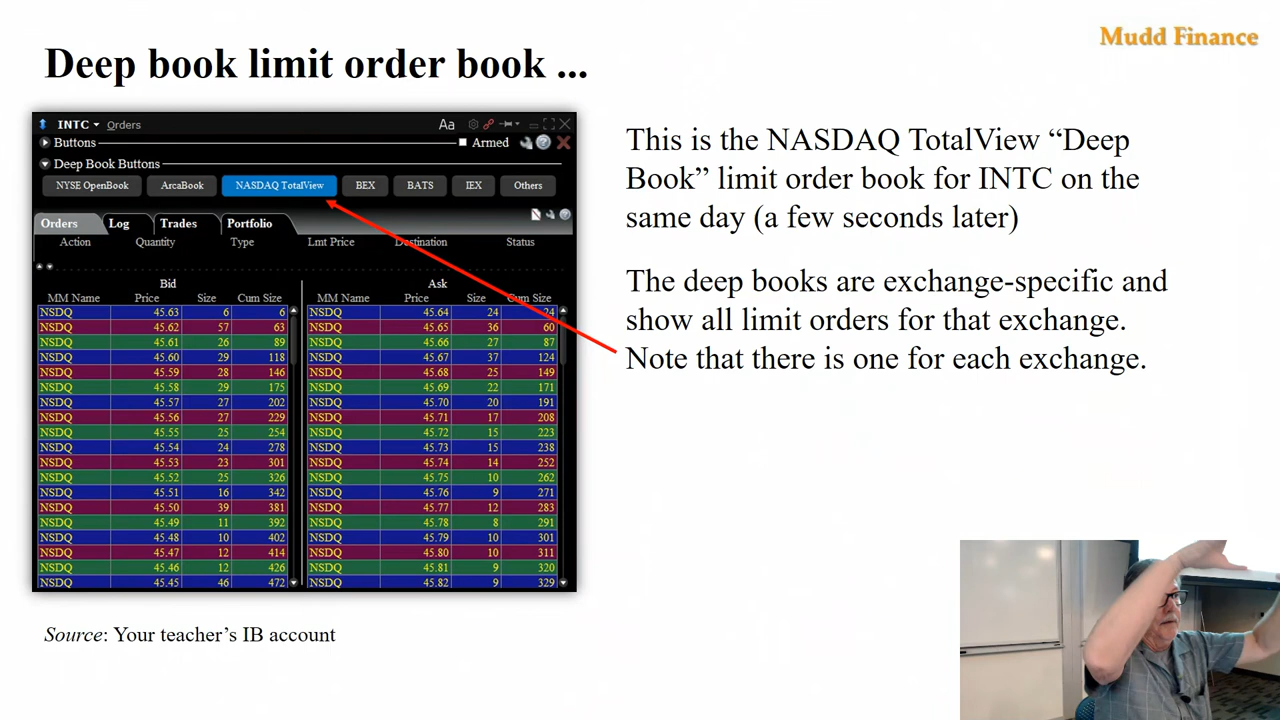 Mudd Finance
Deep book limit order book ...
INTC Orders Aa
Buttons Armed
Deep Book Buttons
NYSE OpenBook ArcaBook NASDAQ TotalView BEX BATS IEX Others
Orders Log Trades Portfolio
Action Quantity Type Lmt Price Destination Status
Bid Ask
MM Name Price Size Cum Size MM Name Price Size Cum Size
NSDQ 45.63 6 6 NSDQ 45.64 24 24
NSDQ 45.62 57 63 NSDQ 45.65 36 60
NSDQ 45.61 26 89 NSDQ 45.66 27 87
NSDQ 45.60 29 118 NSDQ 45.67 37 124
NSDQ 45.59 28 146 NSDQ 45.68 25 149
NSDQ 45.58 29 175 NSDQ 45.69 22 171
NSDQ 45.57 27 202 NSDQ 45.70 20 191
NSDQ 45.56 27 229 NSDQ 45.71 17 208
NSDQ 45.55 25 254 NSDQ 45.72 15 223
NSDQ 45.54 24 278 NSDQ 45.73 15 238
NSDQ 45.53 23 301 NSDQ 45.74 14 252
NSDQ 45.52 25 326 NSDQ 45.75 10 262
NSDQ 45.51 16 342 NSDQ 45.76 9 271
NSDQ 45.50 39 381 NSDQ 45.77 12 283
NSDQ 45.49 11 392 NSDQ 45.78 8 291
NSDQ 45.48 10 402 NSDQ 45.79 10 301
NSDQ 45.47 12 414 NSDQ 45.80 10 311
NSDQ 45.46 12 426 NSDQ 45.81 9 320
NSDQ 45.45 46 472 NSDQ 45.82 9 329
This is the NASDAQ TotalView “Deep
Book” limit order book for INTC on the
same day (a few seconds later)
The deep books are exchange-specific and
show all limit orders for that exchange.
Note that there is one for each exchange.
Source: Your teacher’s IB account